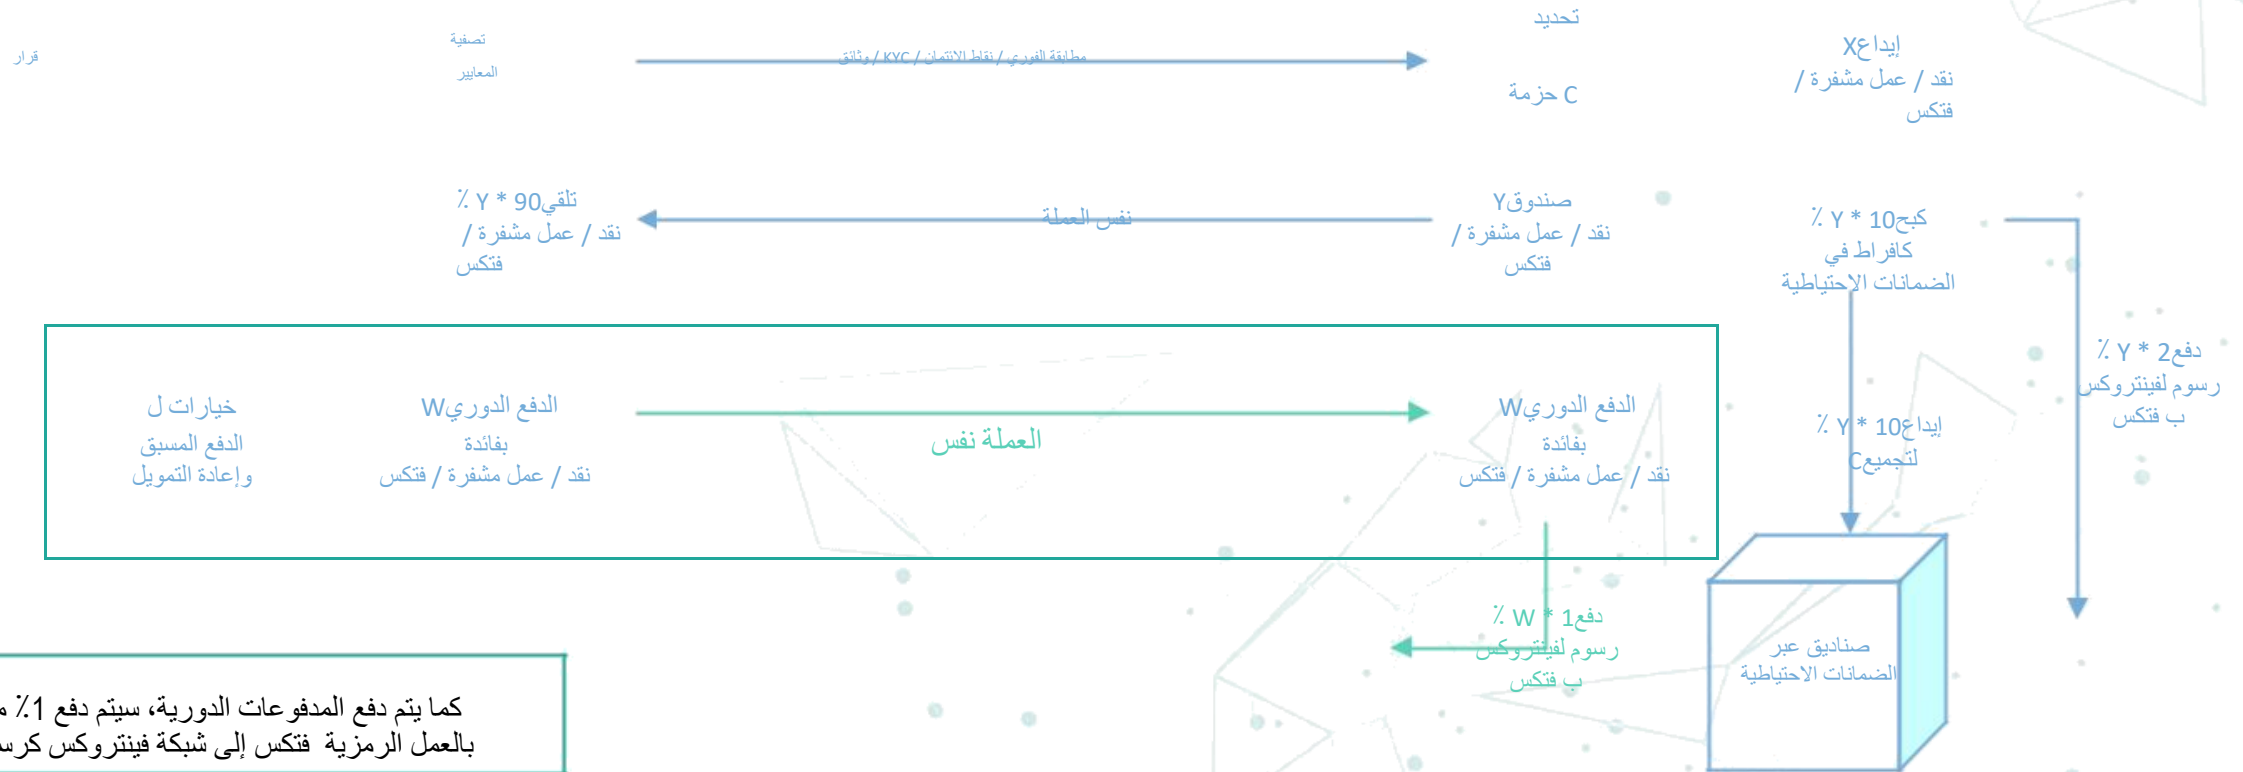 تحديد
حزمة C
إيداعX
نقد / عمل مشفرة /
فتكس
تصفية
المعايير
مطابقة الفوري / نقاط الائتمان / KYC / وثائق
قرار
كبح10 * Y ٪
كافراط في
الضمانات الاحتياطية
صندوقY
نقد / عمل مشفرة /
فتكس
نفس العملة
تلقي90 * Y ٪
نقد / عمل مشفرة /
فتكس
دفع2 * Y ٪
رسوم لفينتروكس
ب فتكس
إيداع10 * Y ٪
لتجميعC
الدفع الدوريW
بفائدة
نقد / عمل مشفرة / فتكس
العملة نفس
الدفع الدوريW
بفائدة
نقد / عمل مشفرة / فتكس
خيارات ل
الدفع المسبق
وإعادة التمويل
دفع1 * W ٪
رسوم لفينتروكس
ب فتكس
صناديق عبر
الضمانات الاحتياطية
كما يتم دفع المدفوعات الدورية، سيتم دفع 1٪
بالعمل الرمزية فتكس إلى شبكة فينتروكس